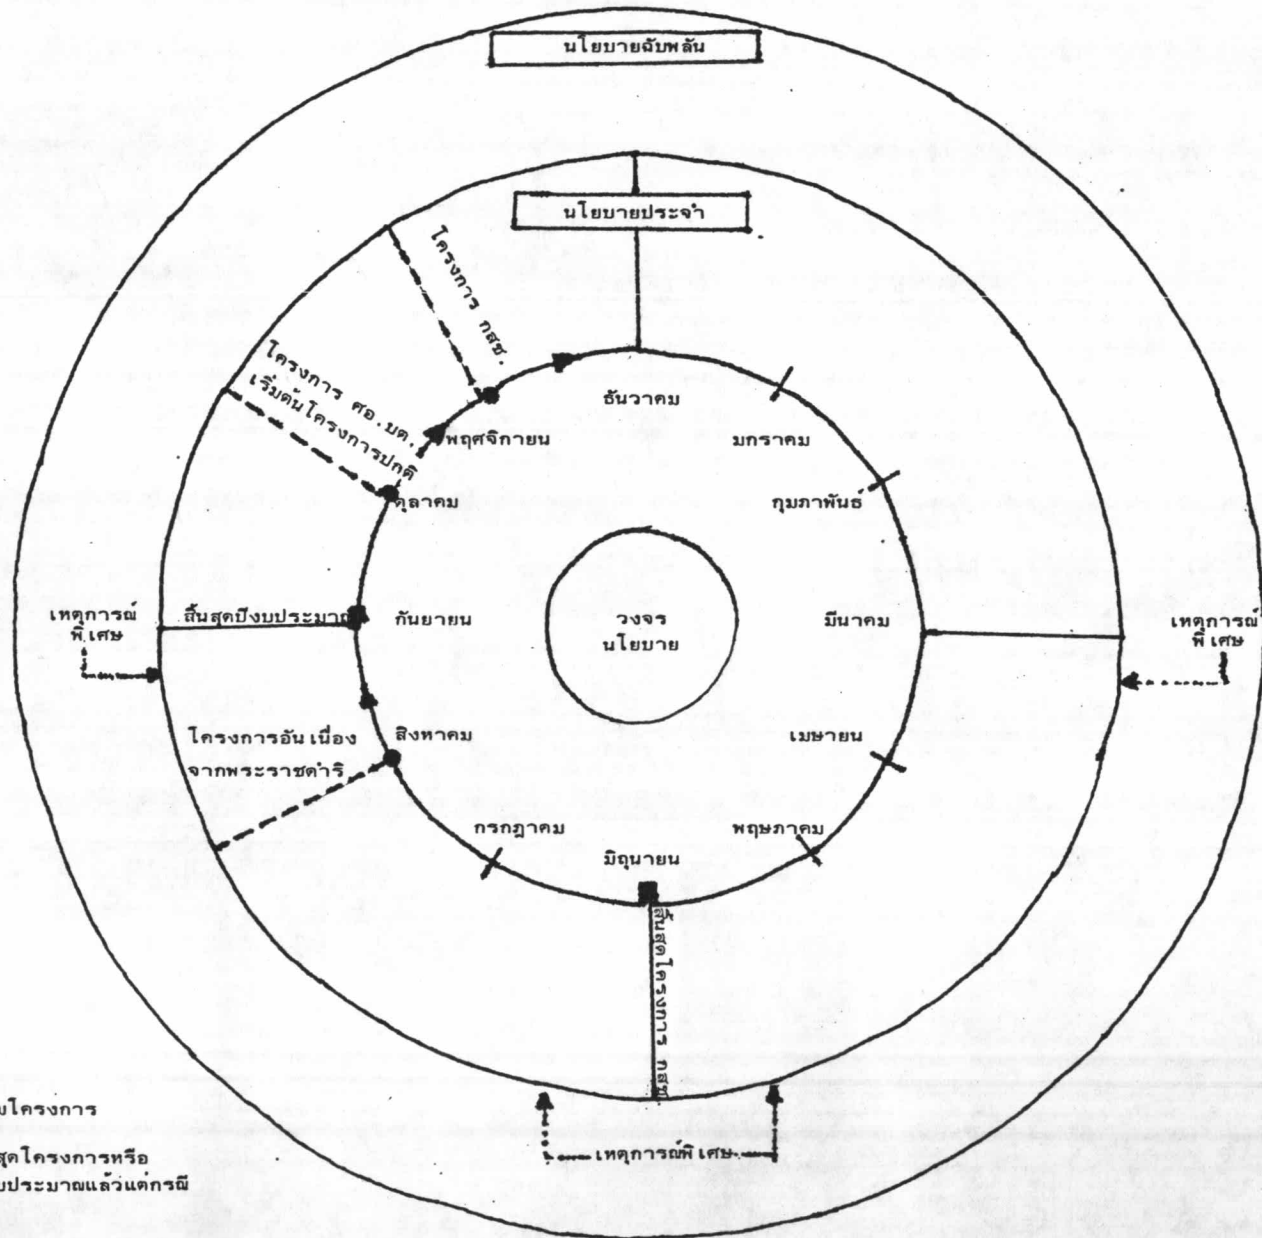 นโยบายฉับพลัน
นโยบายประจำ
โครงการ กสช
โครงการ ศอ.บต.
เริ่มต้นโครงการปกติ
ธันวาคม
พฤศจิกายน
มกราคม
ตุลาคม
กุมภาพันธ์
เหตุการณ์
พิเศษ
สิ้นสุดปีงบประมาณ
กันยายน
วงจร
นโยบาย
มีนาคม
เหตุการณ์
พิเศษ
โครงการอันเนื่อง
จากพระราชดำริ
สิงหาคม
เมษายน
กรกฎาคม
มิถุนายน
พฤษภาคม
สิ้นสุดโครงการ กสช
เหตุการณ์พิเศษ
โครงการ
สุดโครงการหรือ
งบประมาณแล้วแต่กรณี